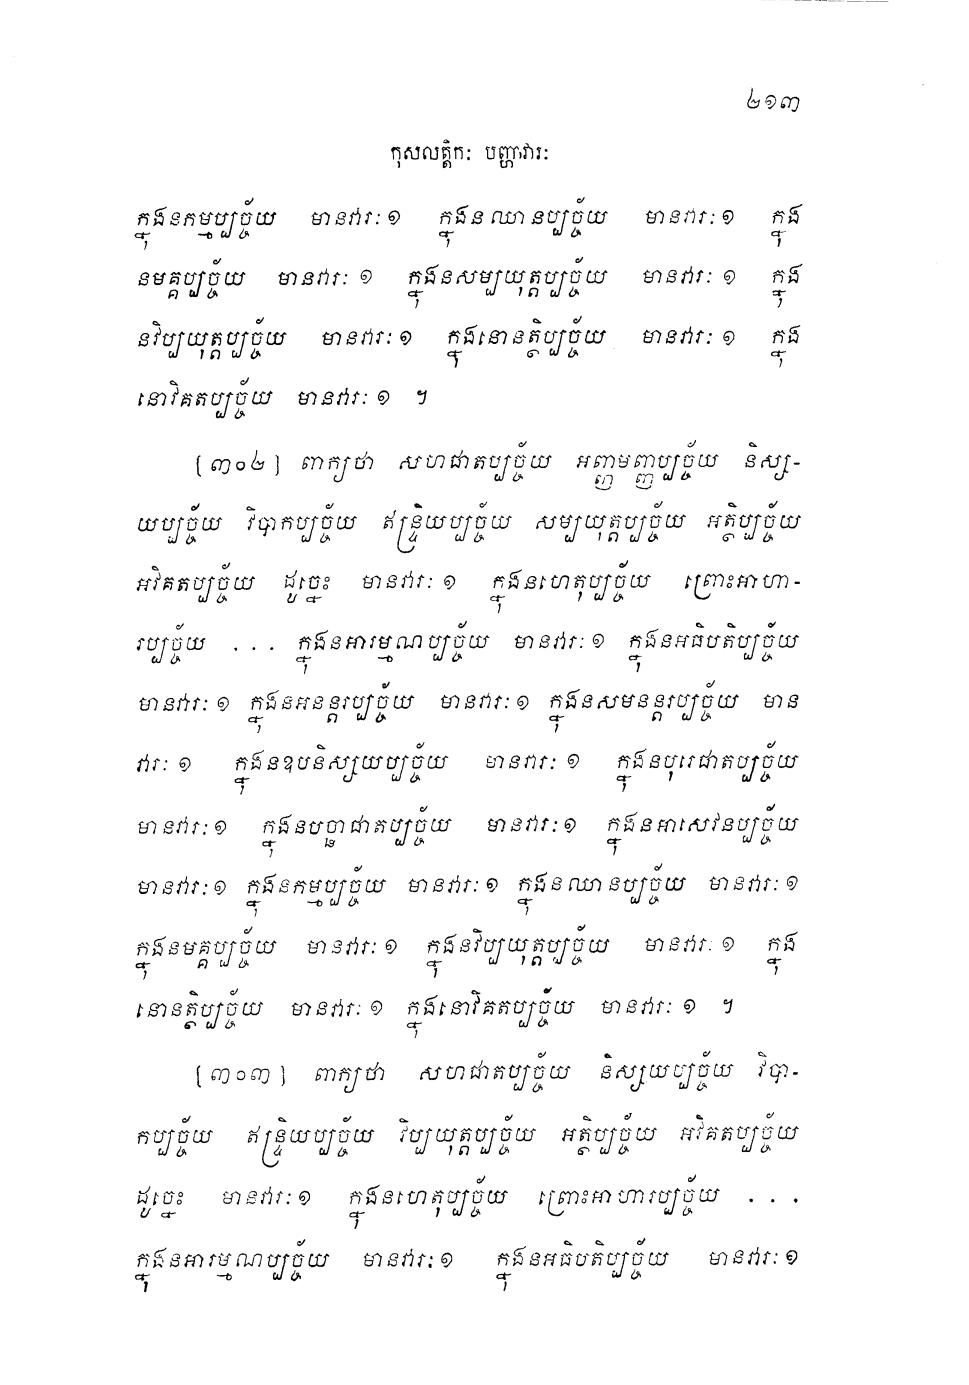 ២១៣
កុសលត្តិកៈ បញ្ហាវារៈ
ក្នុងនកម្មប្បច្ច័យ មានវារៈ ១ ក្នុងនឈានប្បច្ច័យ មានវារៈ ១ ក្នុង
នមគ្គប្បច្ច័យ មានវារៈ ១ ក្នុងនសម្បយុត្តប្បច្ច័យ មានវារៈ ១ ក្នុង
នវិប្បយុត្តប្បច្ច័យ មានវារៈ ១ ក្នុងនោនត្ថិប្បច្ច័យ មានវារៈ ១ ក្នុង
នោវិគតប្បច្ច័យ មានវារៈ ១ ។
[៣០២] ពាក្យថា សហជាតប្បច្ច័យ អញ្ញាមញ្ញប្បច្ច័យ និស្ស-
យប្បច្ច័យ វិបាកប្បច្ច័យ ឥន្ទ្រិយប្បច្ច័យ សម្បយុត្តប្បច្ច័យ អត្ថិប្បច្ច័យ
អវិគតប្បច្ច័យ ដូច្នេះ មានវារៈ ១ ក្នុងនហេតុប្បច្ច័យ ព្រោះអាហា-
រប្បច្ច័យ ... ក្នុងនអារម្មណប្បច្ច័យ មានវារៈ ១ ក្នុងនអធិបតិប្បច្ច័យ
មានវារៈ ១ ក្នុងនអនន្តរប្បច្ច័យ មានវារៈ ១ ក្នុងនសមនន្តរប្បច្ច័យ មាន
វារៈ ១ ក្នុងនឧបនិស្សយប្បច្ច័យ មានវារៈ ១ ក្នុងនបុរេជាតប្បច្ច័យ
មានវារៈ ១ ក្នុងនបច្ឆាជាតប្បច្ច័យ មានវារៈ ១ ក្នុងនអាសេវនប្បច្ច័យ
មានវារៈ ១ ក្នុងនកម្មប្បច្ច័យ មានវារៈ ១ ក្នុងនឈានប្បច្ច័យ មានវារៈ ១
ក្នុងនមគ្គប្បច្ច័យ មានវារៈ ១ ក្នុងនវិប្បយុត្តប្បច្ច័យ មានវារៈ ១ ក្នុង
នោនត្ថិប្បច្ច័យ មានវារៈ ១ ក្នុងនោវិគតប្បច្ច័យ មានវារៈ ១ ។
[៣០៣] ពាក្យថា សហជាតប្បច្ច័យ និស្សយប្បច្ច័យ វិបា-
កប្បច្ច័យ ឥន្ទ្រិយប្បច្ច័យ វិប្បយុត្តប្បច្ច័យ អត្ថិប្បច្ច័យ អវិគតប្បច្ច័យ
ដូច្នេះ មានវារៈ ១ ក្នុងនហេតុប្បច្ច័យ ព្រោះអាហារប្បច្ច័យ ...
ក្នុងនអារម្មណប្បច្ច័យ មានវារៈ ១ ក្នុងនអធិបតិប្បច្ច័យ មានវារៈ ១